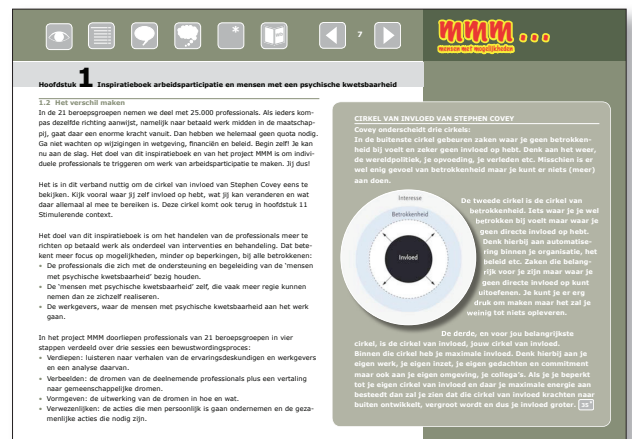 *
7
mmm...
mensen met mogelijkheden
Hoofdstuk 1 Inspiratieboek arbeidsparticipatie en mensen met een psychische kwetsbaarheid
1.2 Het verschil maken
In de 21 beroepsgroepen nemen we deel met 25.000 professionals. Als ieders kom-
pas dezelfde richting aanwijst, namelijk naar betaald werk midden in de maatschap-
pij, gaat daar een enorme kracht vanuit. Dan hebben we helemaal geen quota nodig.
Ga niet wachten op wijzigingen in wetgeving, financiën en beleid. Begin zelf! Je kan
nu aan de slag. Het doel van dit inspiratieboek en van het project MMM is om indivi-
duele professionals te triggeren om werk van arbeidsparticipatie te maken. Jij dus!
Het is in dit verband nuttig om de cirkel van invloed van Stephen Covey eens te
bekijken. Kijk vooral waar jij zelf invloed op hebt, wat jij kan veranderen en wat
daar allemaal al mee te bereiken is. Deze cirkel komt ook terug in hoofdstuk 11
Stimulerende context.
Het doel van dit inspiratieboek is om het handelen van de professionals meer te
richten op betaald werk als onderdeel van interventies en behandeling. Dat bete-
kent meer focus op mogelijkheden, minder op beperkingen, bij alle betrokkenen:
• De professionals die zich met de ondersteuning en begeleiding van de 'mensen
met psychische kwetsbaarheid' bezig houden.
• De 'mensen met psychische kwetsbaarheid' zelf, die vaak meer regie kunnen
nemen dan ze zichzelf realiseren.
• De werkgevers, waar de mensen met psychische kwetsbaarheid aan het werk
gaan.
In het project MMM doorliepen professionals van 21 beroepsgroepen in vier
stappen verdeeld over drie sessies een bewustwordingsproces:
• Verdiepen: luisteren naar verhalen van de ervaringsdeskundigen en werkgevers
en een analyse daarvan.
• Verbeelden: de dromen van de deelnemende professionals plus een vertaling
naar gemeenschappelijke dromen.
• Vormgeven: de uitwerking van de dromen in hoe en wat.
• Verwezenlijken: de acties die men persoonlijk is gaan ondernemen en de geza-
menlijke acties die nodig zijn.
CIRKEL VAN INVLOED VAN STEPHEN COVEY
Covey onderscheidt drie cirkels:
In de buitenste cirkel gebeuren zaken waar je geen betrokken-
heid bij voelt en zeker geen invloed op hebt. Denk aan het weer,
de wereldpolitiek, je opvoeding, je verleden etc. Misschien is er
wel enig gevoel van betrokkenheid maar je kunt er niets (meer)
aan doen.
Interesse
Betrokkenheid
Invloed
De tweede cirkel is de cirkel van
betrokkenheid. Iets waar je je wel
betrokken bij voelt maar waar je
geen directe invloed op hebt.
Denk hierbij aan automatise-
ring binnen je organisatie, het
beleid etc. Zaken die belang-
rijk voor je zijn maar waar je
geen directe invloed op kunt
uitoefenen. Je kunt je er erg
druk om maken maar het zal je
weinig tot niets opleveren.
De derde, en voor jou belangrijkste
cirkel, is de cirkel van invloed, jouw cirkel van invloed.
Binnen die cirkel heb je maximale invloed. Denk hierbij aan je
eigen werk, je eigen inzet, je eigen gedachten en commitment
maar ook aan je eigen omgeving, je collega's. Als je je beperkt
tot je eigen cirkel van invloed en daar je maximale energie aan
besteedt dan zal je zien dat die cirkel van invloed krachten naar
buiten ontwikkelt, vergroot wordt en dus je invloed groter. 35*